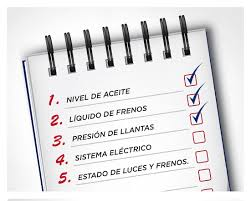 1. NIVEL DE ACEITE
2. LÍQUIDO DE FRENOS
3. PRESIÓN DE LLANTAS
4. SISTEMA ELÉCTRICO
5. ESTADO DE LUCES Y FRENOS.